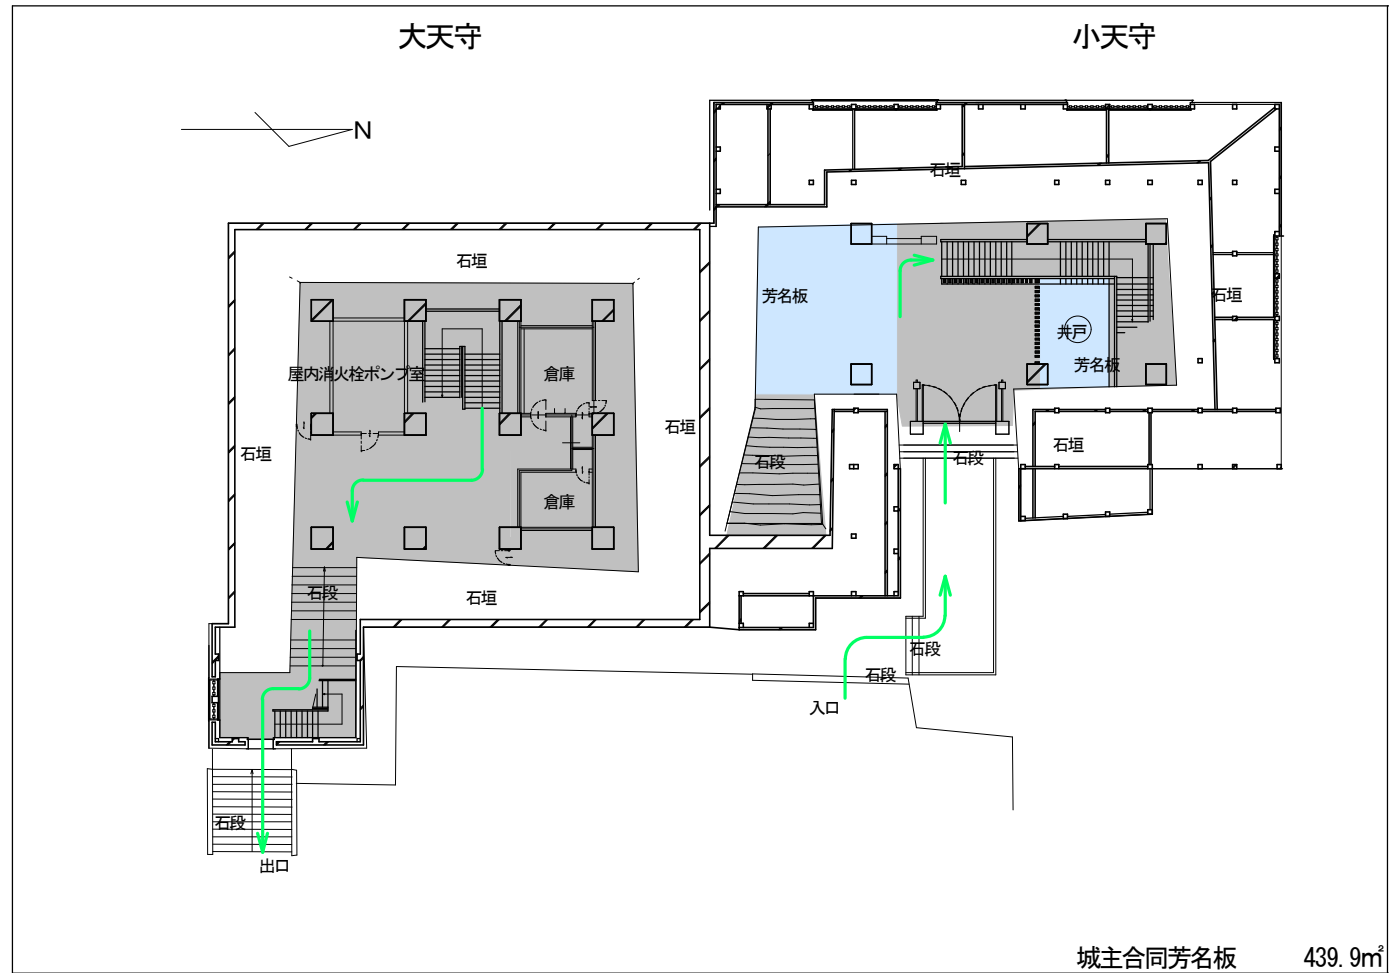 大天守
小天守
N
石垣
石垣
芳名板
石垣
井戸
芳名板
屋内消火栓ポンプ室
倉庫
石垣
石垣
石垣
石段
石段
倉庫
石段
石垣
石段
石段
入口
石段
出口
城主合同芳名板 439.9㎡